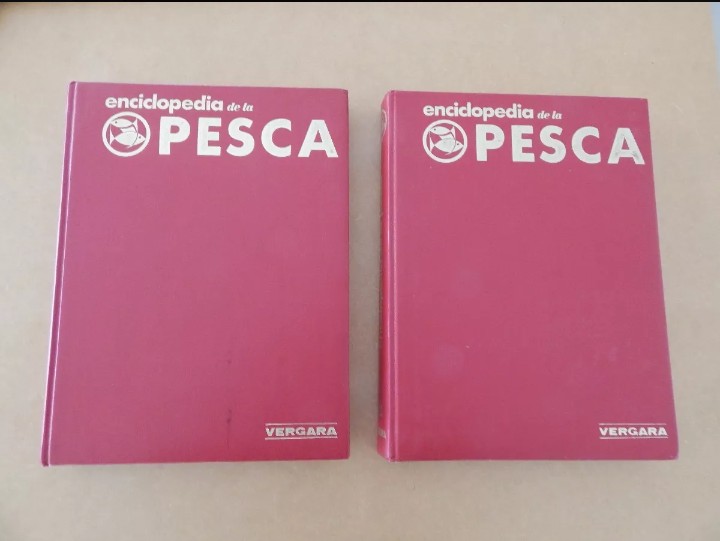 enciclopedia de la
PESCA
VERGARA
enciclopedia de la
PESCA
VERGARA